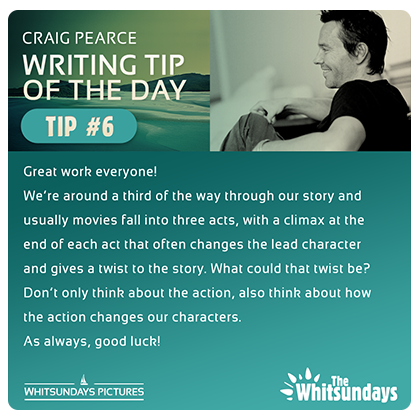 CRAIG PEARCE
WRITING TIP
OF THE DAY
TIP #6
Great work everyone!
We're around a third of the way through our story and
usually movies fall into three acts, with a climax at the
end of each act that often changes the lead character
and gives a twist to the story. What could that twist be?
Don't only think about the action, also think about how
the action changes our characters.
As always, good luck!
WHITSUNDAYS PICTURES
The
Whitsundays